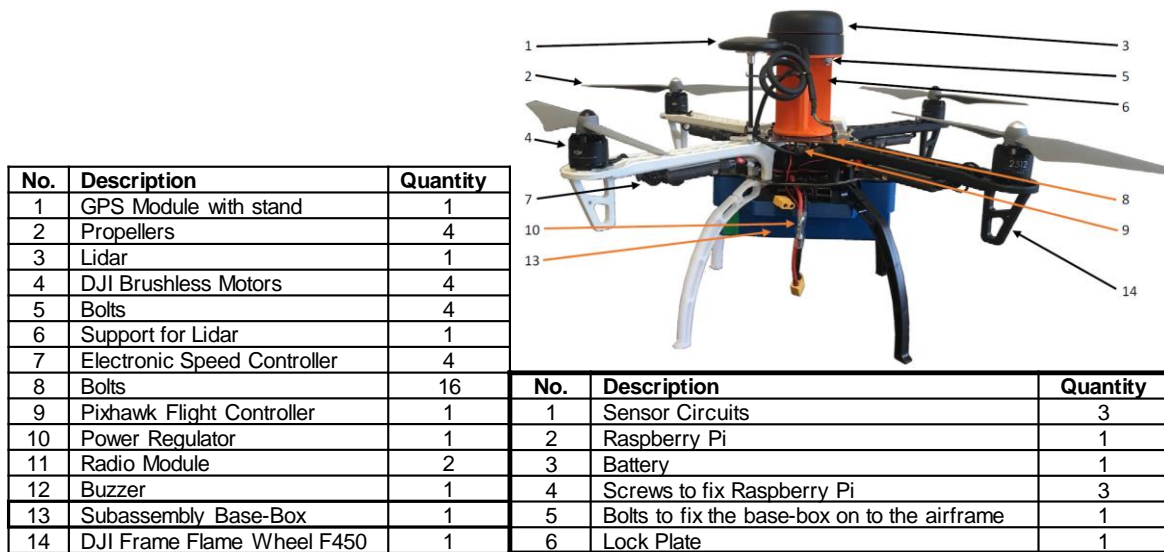 1
2
4
7
10
13
3
5
6
8
9
14
2312
No. Description Quantity
1 GPS Module with stand 1
2 Propellers 4
3 Lidar 1
4 DJI Brushless Motors 4
5 Bolts 4
6 Support for Lidar 1
7 Electronic Speed Controller 4
8 Bolts 16
9 Pixhawk Flight Controller 1
10 Power Regulator 1
11 Radio Module 2
12 Buzzer 1
13 Subassembly Base-Box 1
14 DJI Frame Flame Wheel F450 1
No. Description Quantity
1 Sensor Circuits 3
2 Raspberry Pi 1
3 Battery 1
4 Screws to fix Raspberry Pi 3
5 Bolts to fix the base-box on to the airframe 1
6 Lock Plate 1